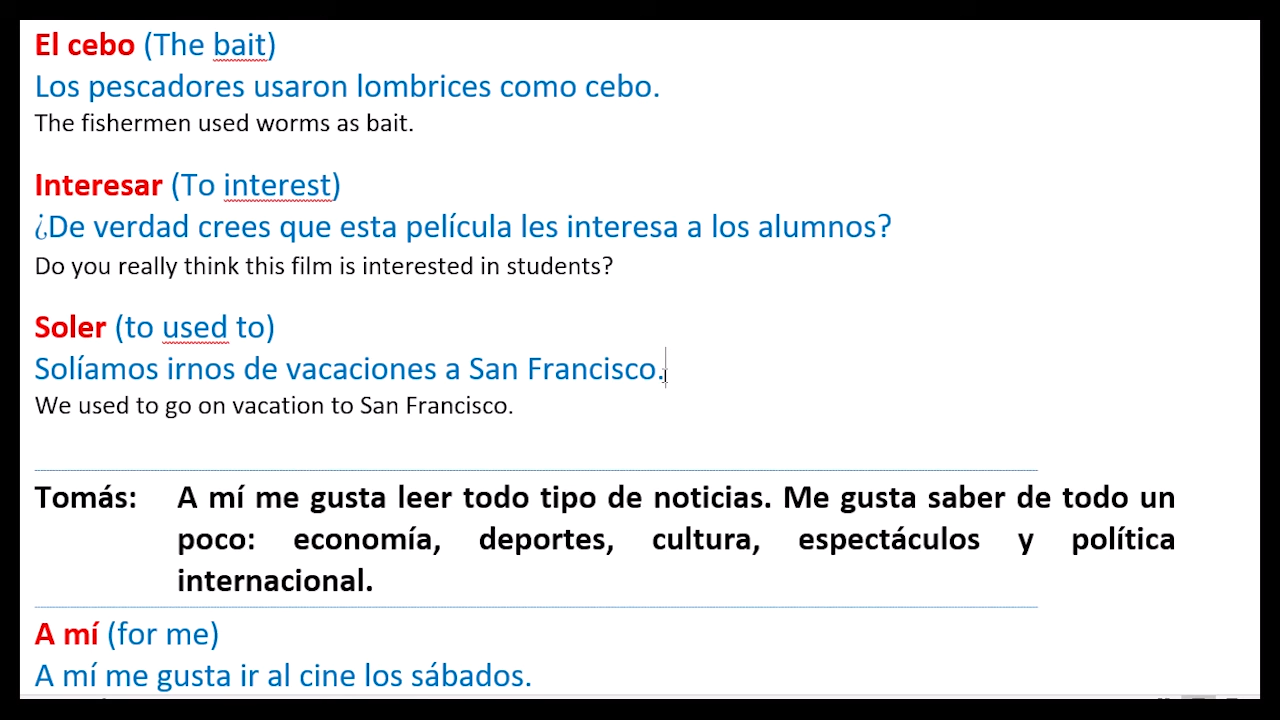 El cebo (The bait)
Los pescadores usaron lombrices como cebo.
The fishermen used worms as bait.
Interesar (To interest)
¿De verdad crees que esta película les interesa a los alumnos?
Do you really think this film is interested in students?
Soler (to used to)
Solíamos irnos de vacaciones a San Francisco.
We used to go on vacation to San Francisco.
Tomás: A mí me gusta leer todo tipo de noticias. Me gusta saber de todo un
poco: economía, deportes, cultura, espectáculos y política
internacional.
A mí (for me)
A mí me gusta ir al cine los sábados.